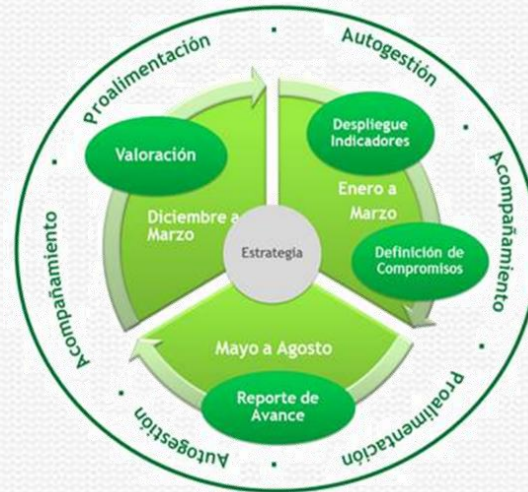 Proalimentación · Autogestión · Acompañamiento · Proalimentación · Autogestión · Acompañamiento ·
Despliegue
Indicadores
Enero a
Marzo
Definición de
Compromisos
Estrategia
Mayo a Agosto
Reporte de
Avance
Valoración
Diciembre a
Marzo